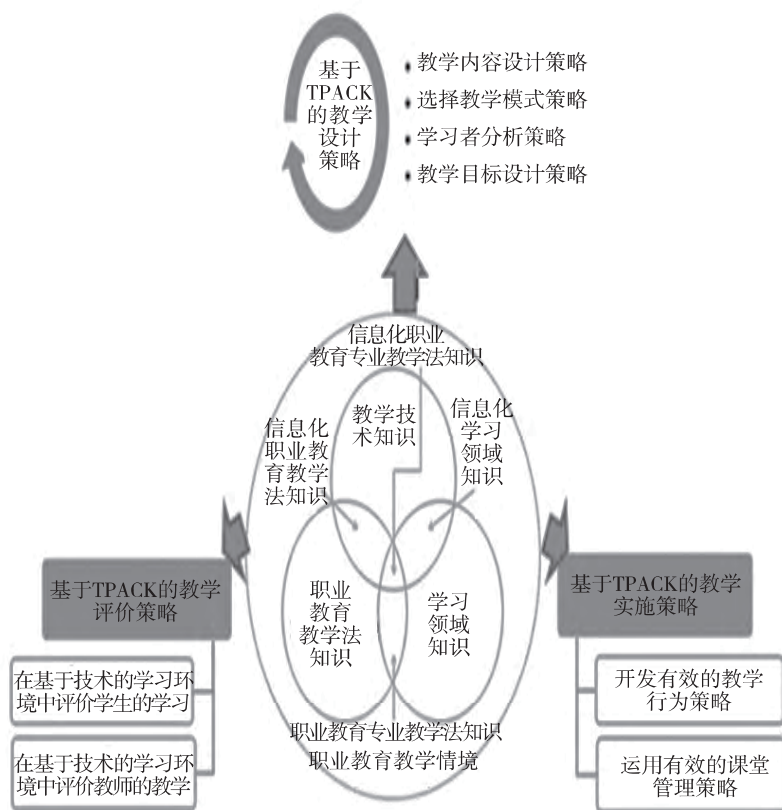 基于
TPACK
的教学
设计
策略
• 教学内容设计策略
• 选择教学模式策略
• 学习者分析策略
• 教学目标设计策略
信息化职业
教育专业教学法知识
教学技
术知识
信息化
学习
领域
知识
信息化
职业教
育教学
法知识
职业
教育
教学法
知识
学习
领域
知识
职业教育专业教学法知识
职业教育教学情境
基于TPACK的教学
评价策略
在基于技术的学习环
境中评价学生的学习
在基于技术的学习环
境中评价教师的教学
基于TPACK的教学
实施策略
开发有效的教学
行为策略
运用有效的课堂
管理策略